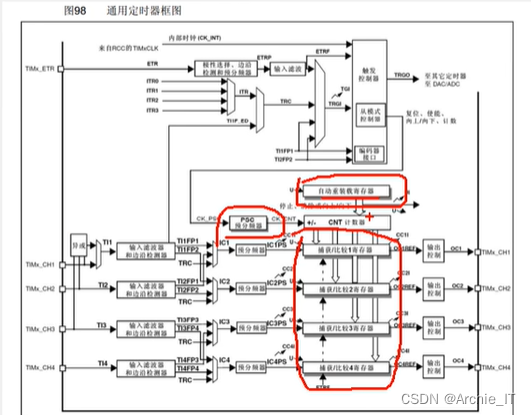 图98 通用定时器框图
内部时钟(CK_INT)
来自RCC的TIMxCLK
TIMx_ETR
ETR
极性选择、边沿
检测和预分频器
ETRP
输入滤波
ETRF
触发
控制器
TRGO
至其它定时器
至DAC/ADC
ITR0
ITR1
ITR2
ITR3
ITR
TRC
TRGI
TGI
TI1F_ED
从模式
控制器
复位、使能、
向上/向下、计数
TI1FP1
TI2FP2
编码器
接口
U
自动重装载寄存器
CK_PSC
PSC
预分频器
CK_CNT
+/-
CNT 计数器
TIMx_CH1
异或
TI1
输入滤波器
和边沿检测器
TI1FP1
TI1FP2
TRC
IC1
预分频器
IC1PS
CC1I
U
捕获/比较1寄存器
OC1REF
输出
控制
OC1
TIMx_CH1
TIMx_CH2
TI2
输入滤波器
和边沿检测器
TI2FP1
TI2FP2
TRC
IC2
预分频器
IC2PS
CC2I
U
捕获/比较2寄存器
OC2REF
输出
控制
OC2
TIMx_CH2
TIMx_CH3
TI3
输入滤波器
和边沿检测器
TI3FP3
TI3FP4
TRC
IC3
预分频器
IC3PS
CC3I
U
捕获/比较3寄存器
OC3REF
输出
控制
OC3
TIMx_CH3
TIMx_CH4
TI4
输入滤波器
和边沿检测器
TI4FP3
TI4FP4
TRC
IC4
预分频器
IC4PS
CC4I
U
捕获/比较4寄存器
OC4REF
输出
控制
OC4
TIMx_CH4
CSDN @Archie_IT